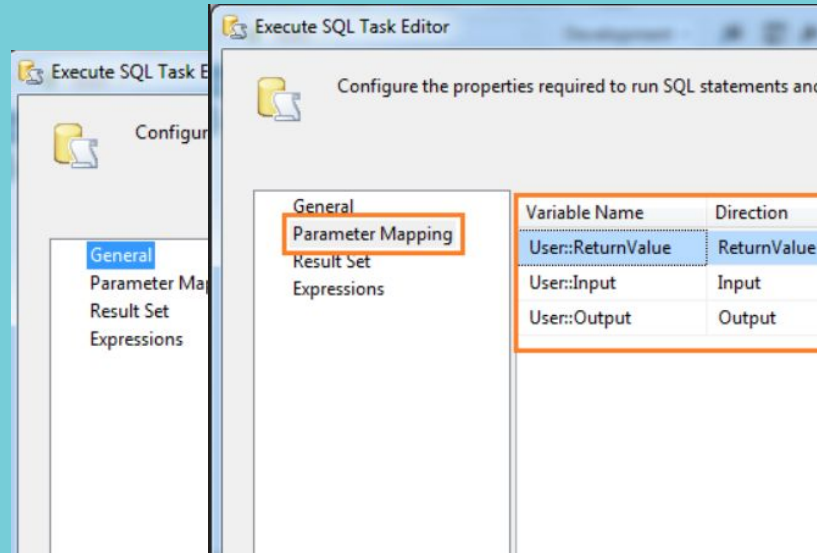 Execute SQL Task E
Configur
General
Parameter Map
Result Set
Expressions
Execute SQL Task Editor
Configure the properties required to run SQL statements and
General
Parameter Mapping
Result Set
Expressions
Variable Name Direction
User::ReturnValue ReturnValue
User::Input Input
User::Output Output